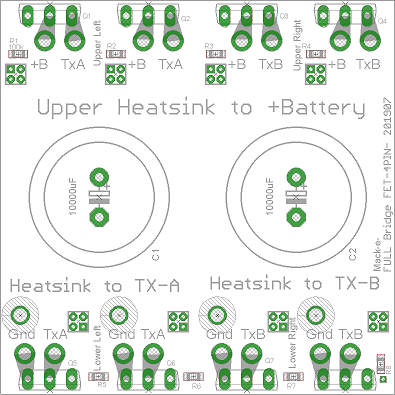 Q1
Q2
Q3
Q4
R1
100k
R2
R3
R4
+B TxA
Upper Left
+B TxA
+B TxB
Upper Right
+B TxB
Upper Heatsink to +Battery
10000uF
C1
10000uF
C2
Mack-e-
FULL Bridge FET-4PIN- 201907
Heatsink to TX-A
Heatsink to TX-B
Gnd TxA
Lower Left
Gnd TxA
Gnd TxB
Lower Right
Gnd TxB
Q5
Q6
Q7
R5
R6
R7
R8